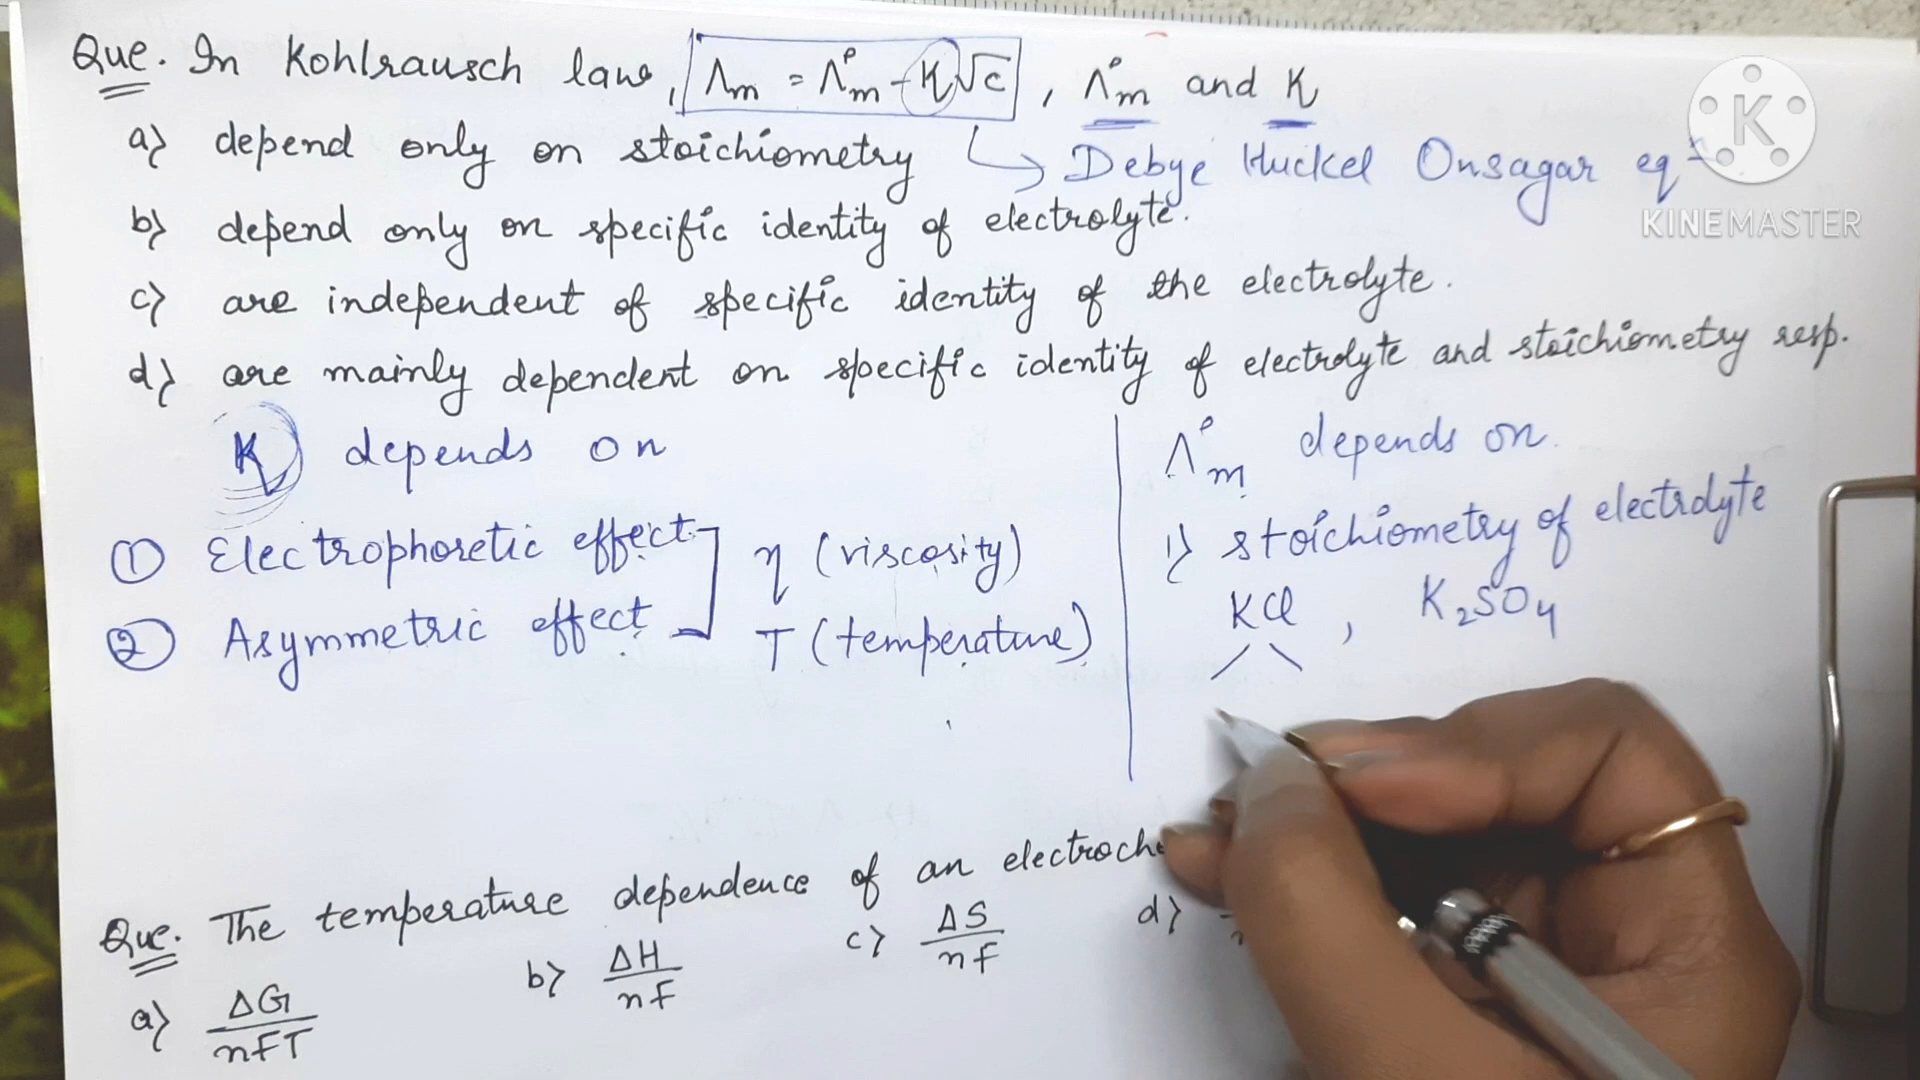 Que. In Kohlrausch law, Λm = Λ°m - K√c , Λ°m and K
a) depend only on stoichiometry
↳ Debye Huckel Onsagar eqⁿ
b) depend only on specific identity of electrolyte.
c) are independent of specific identity of the electrolyte.
d) are mainly dependent on specific identity of electrolyte and stoichiometry resp.
K depends on
① Electrophoretic effect
② Asymmetric effect
η (viscosity)
T (temperature)
Λ°m depends on
1) stoichiometry of electrolyte
KCl , K₂SO₄
Que. The temperature dependence of an
a) ΔG/nFT
b) ΔH/nF
c) ΔS/nF
d)
K
KINEMASTER